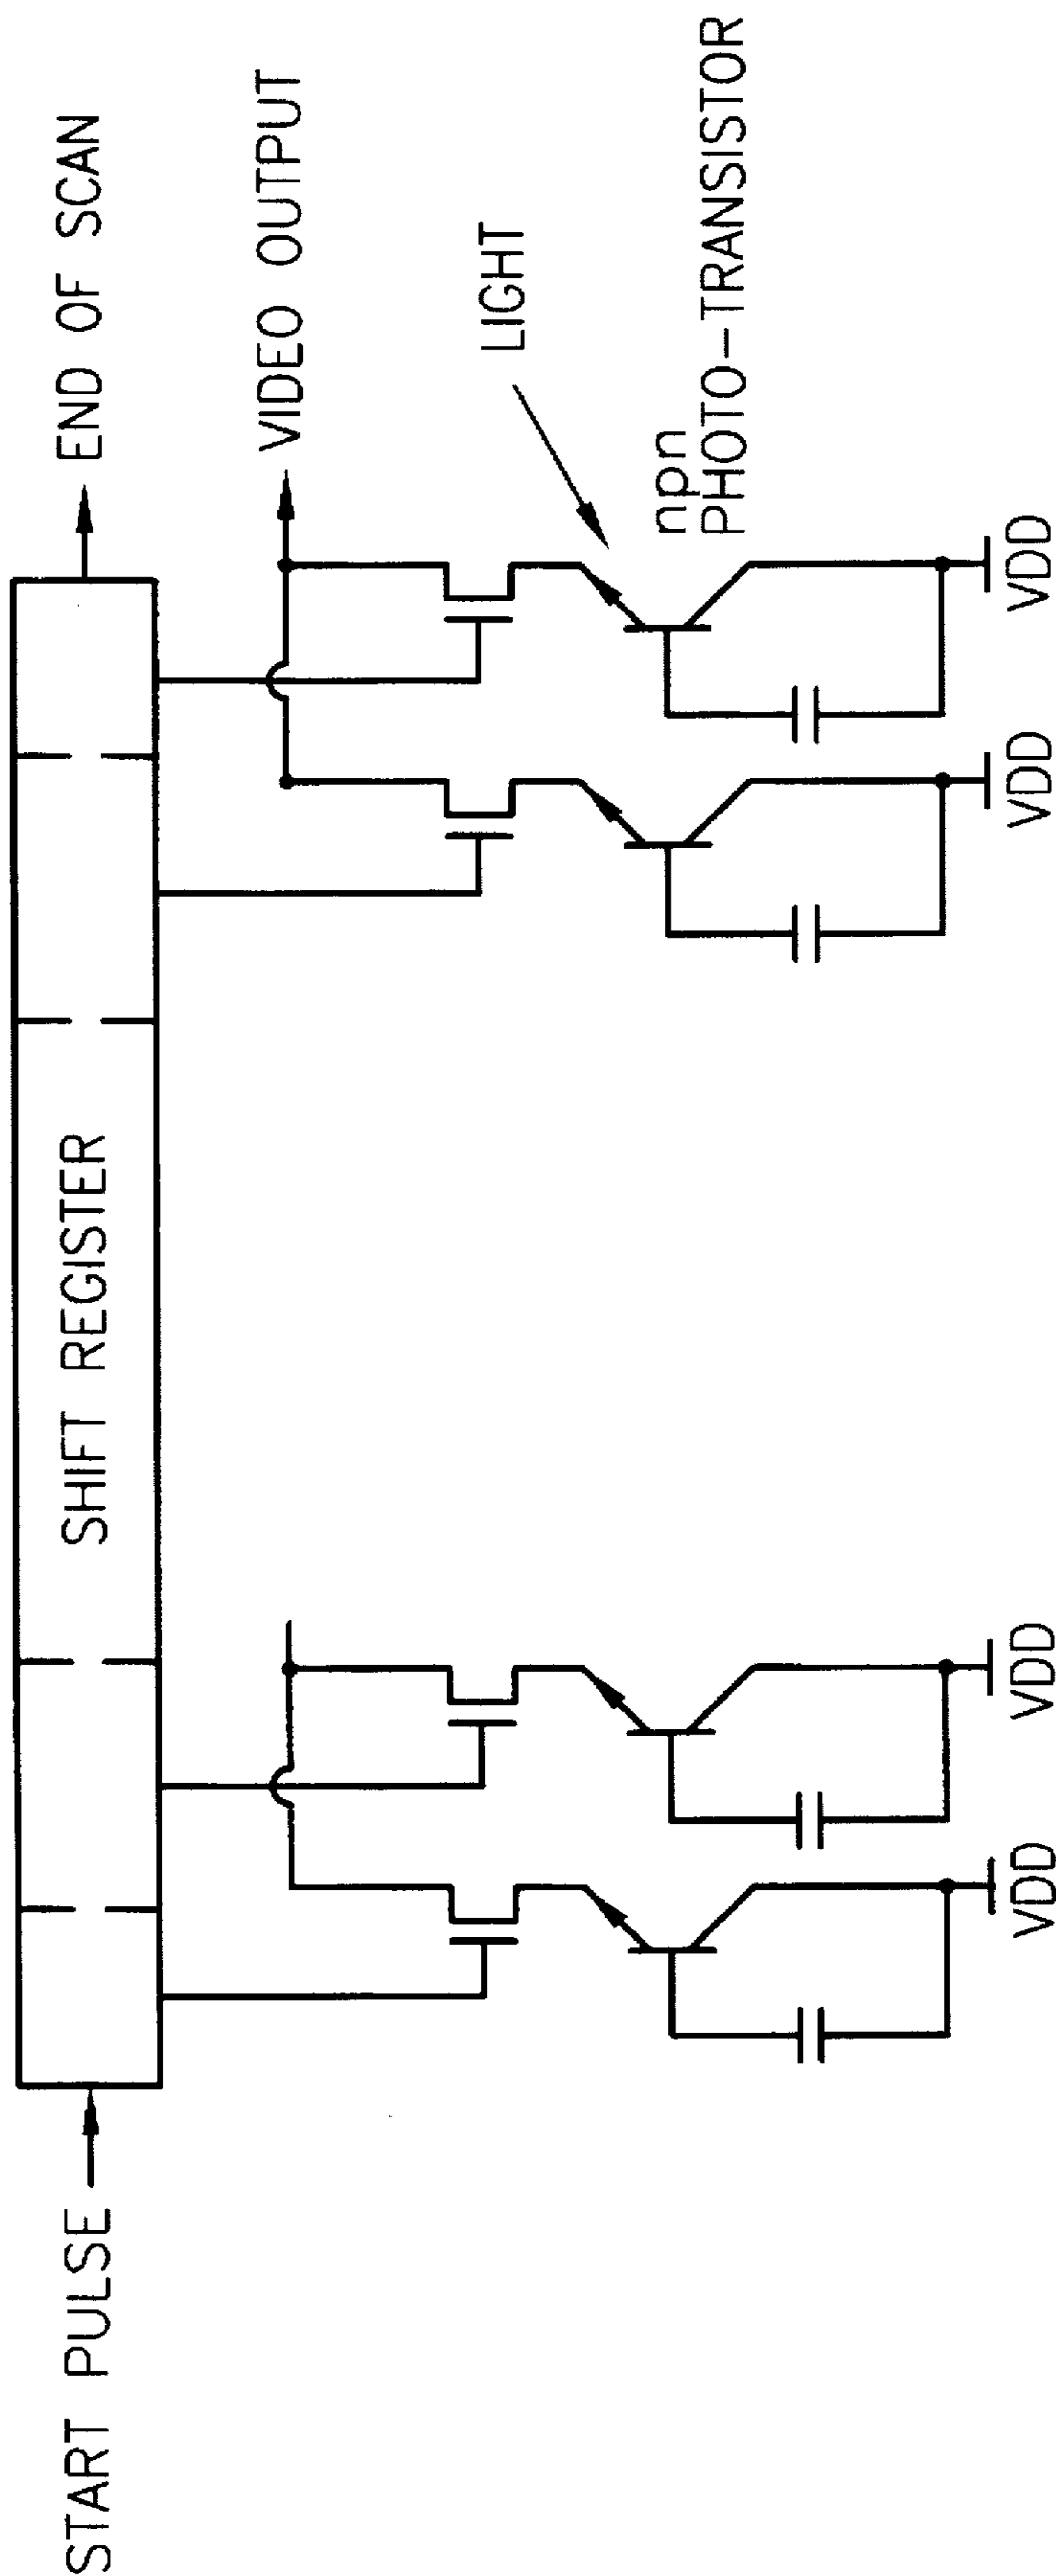 START PULSE
SHIFT REGISTER
END OF SCAN
VIDEO OUTPUT
LIGHT
npn
PHOTO-TRANSISTOR
VDD
VDD
VDD
VDD